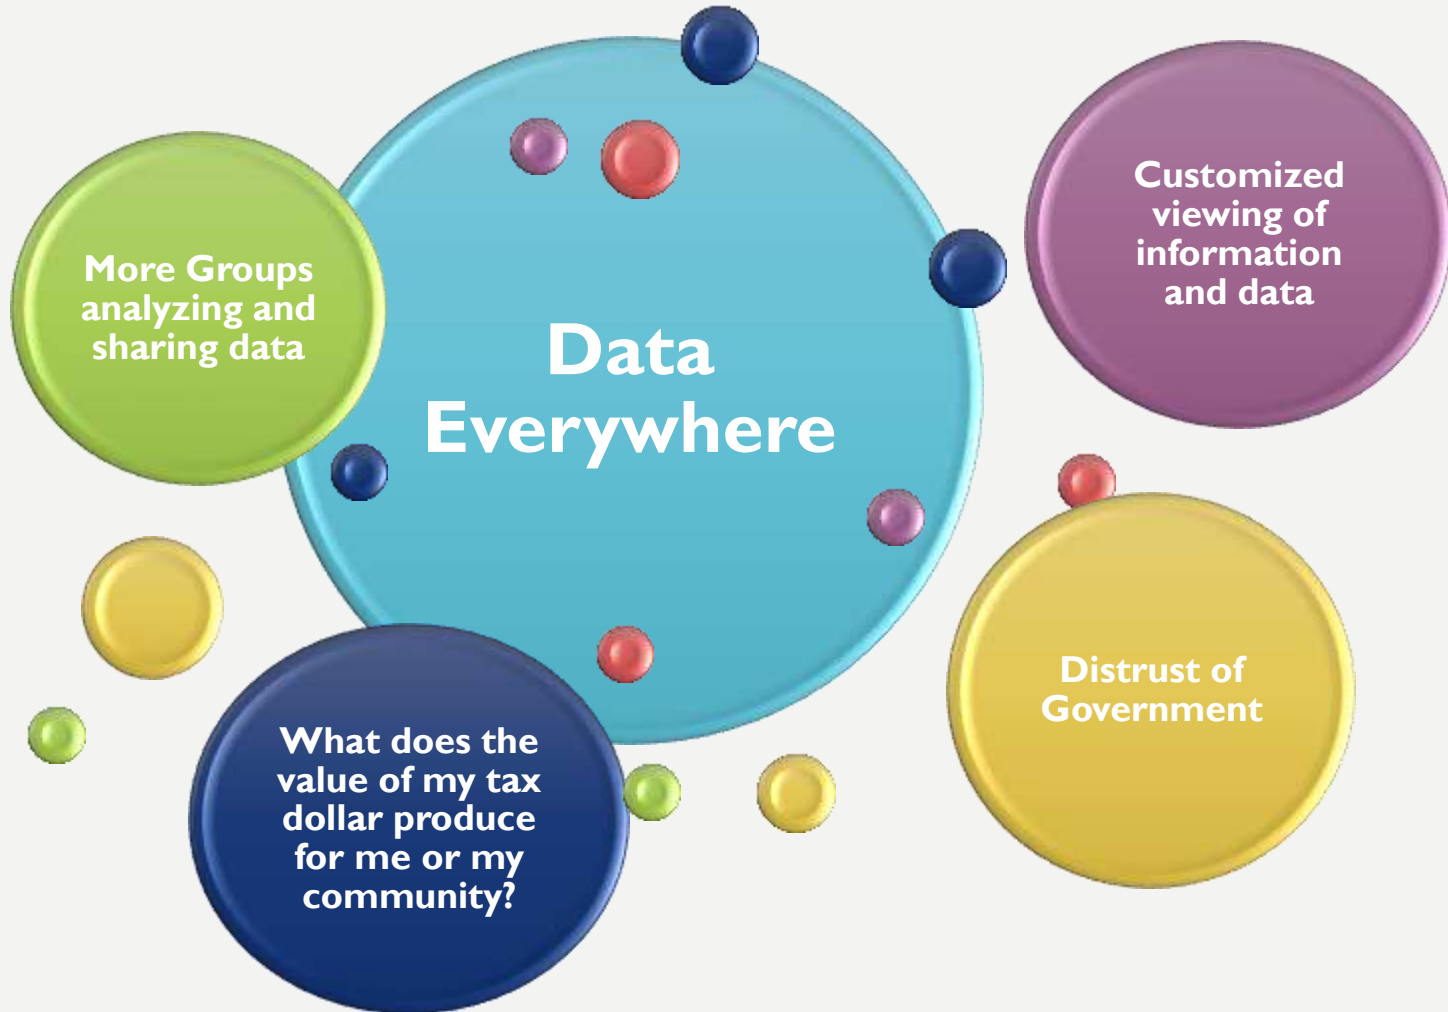 More Groups
analyzing and
sharing data
Data
Everywhere
Customized
viewing of
information
and data
Distrust of
Government
What does the
value of my tax
dollar produce
for me or my
community?